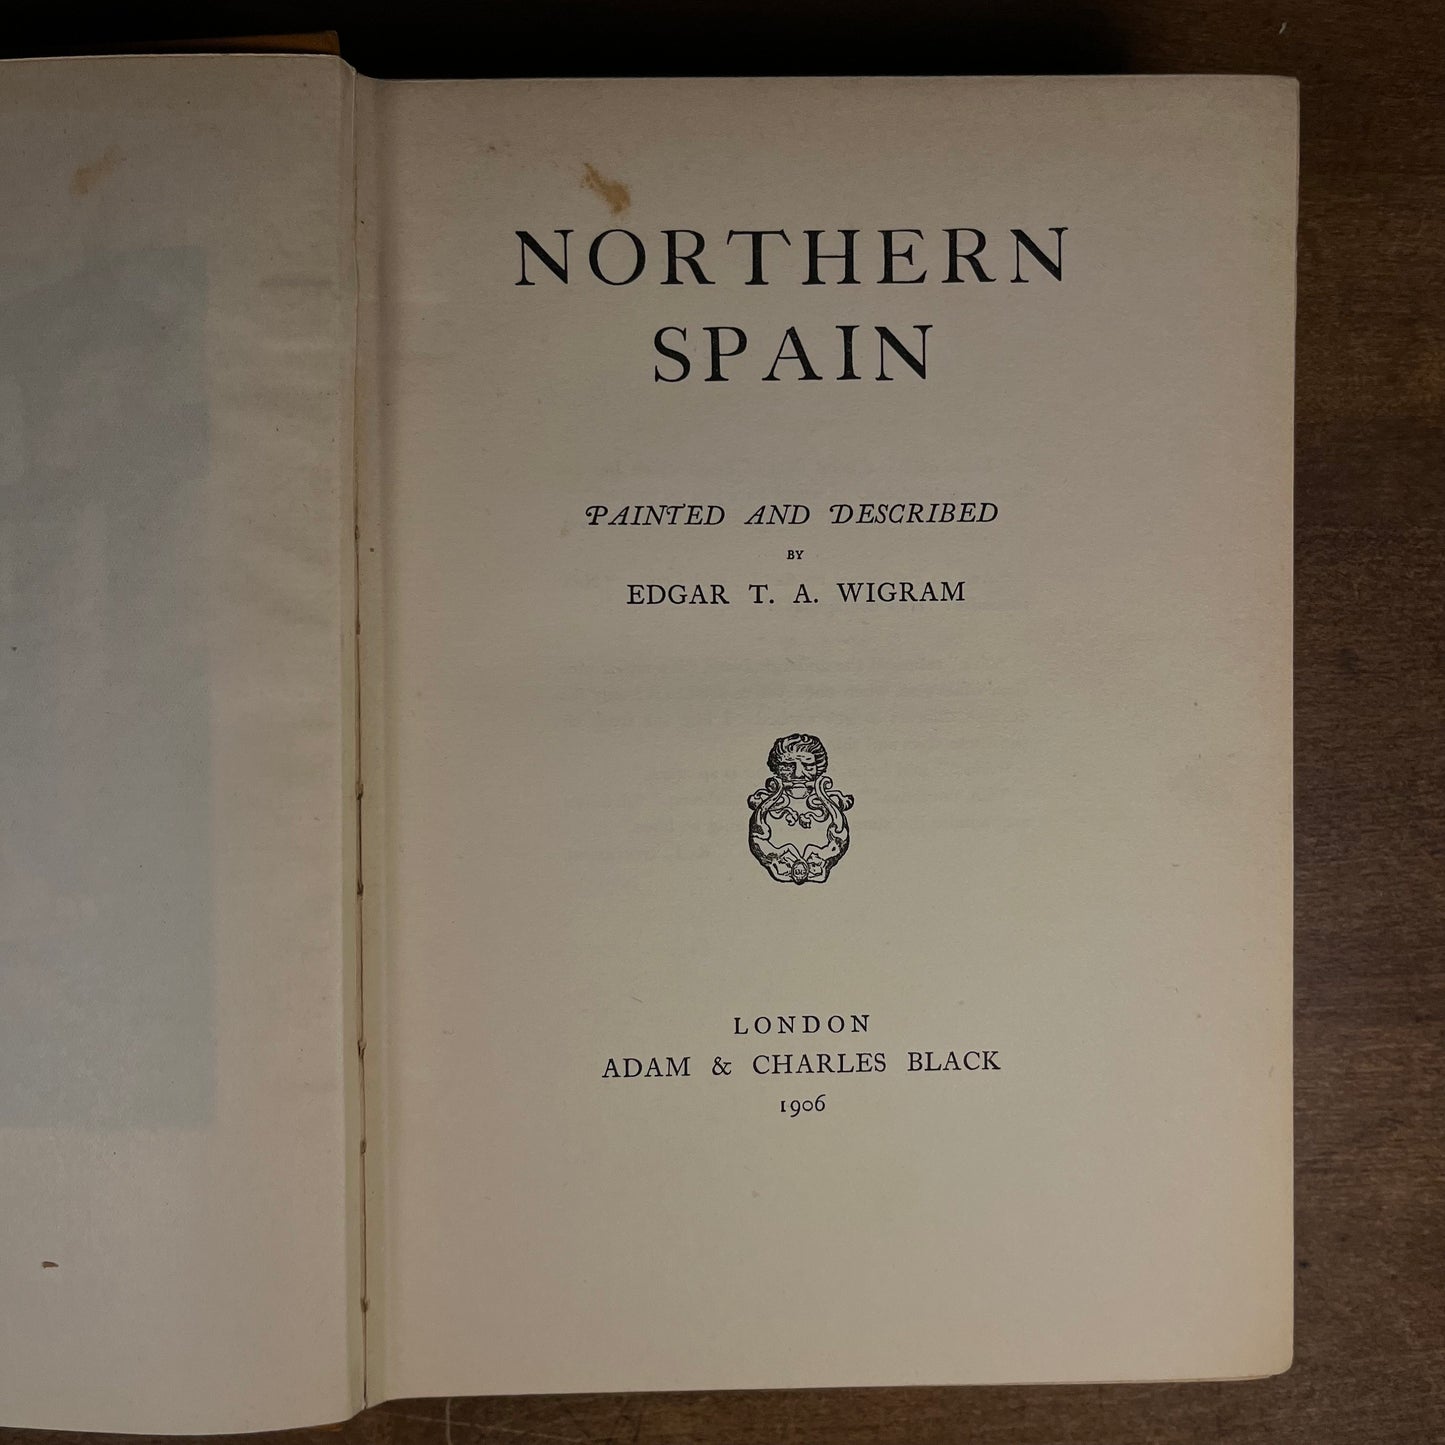 NORTHERN
SPAIN
PAINTED AND DESCRIBED
BY
EDGAR T. A. WIGRAM
LONDON
ADAM & CHARLES BLACK
1906